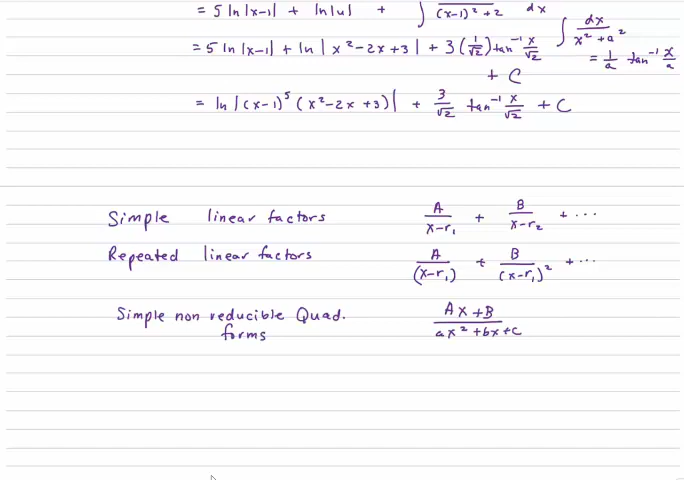 = 5 ln|x-1| + ln|u| + ∫ / (x-1)² + 2 dx
∫ dx / x² + a²
= 5 ln|x-1| + ln|x²-2x+3| + 3(1/√2) tan⁻¹ x/√2 + C
= 1/a tan⁻¹ x/a
= ln|(x-1)⁵ (x²-2x+3)| + 3/√2 tan⁻¹ x/√2 + C
Simple linear factors A/(x-r₁) + B/(x-r₂) + ...
Repeated linear factors A/(x-r₁) + B/(x-r₁)² + ...
Simple non reducible Quad. Ax+B / ax²+bx+c
forms